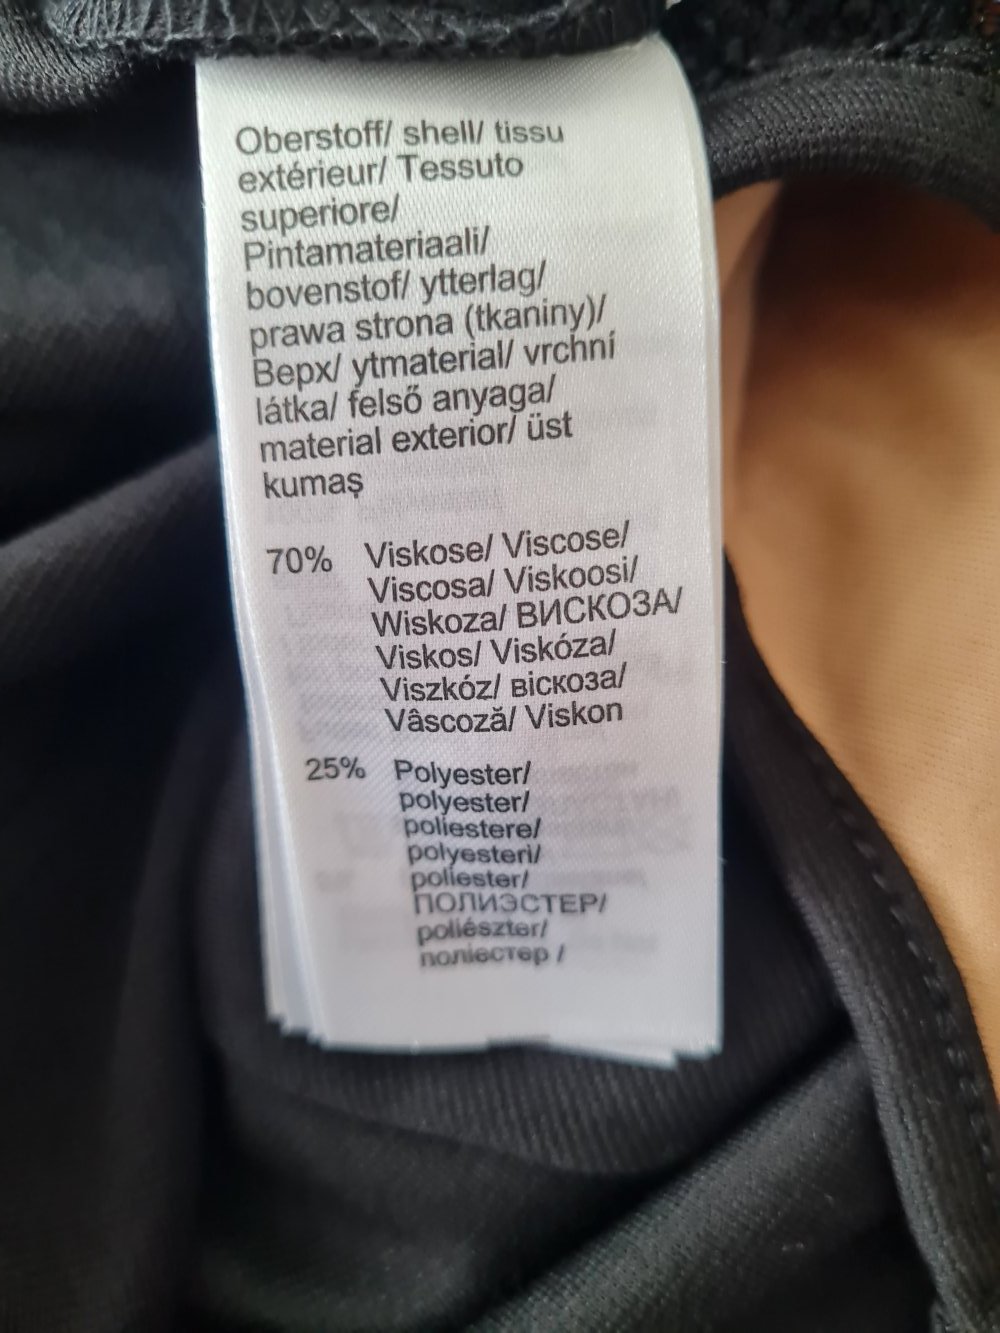 Oberstoff/ shell/ tissu
extérieur/ Tessuto
superiore/
Pintamateriaali/
bovenstof/ ytterlag/
prawa strona (tkaniny)/
Верх/ ytmaterial/ vrchní
látka/ felső anyaga/
material exterior/ üst
kumaş
70% Viskose/ Viscose/
Viscosa/ Viskoosi/
Wiskoza/ ВИСКОЗА/
Viskos/ Viskóza/
Viszkóz/ віскоза/
Vâscoză/ Viskon
25% Polyester/
polyester/
poliestere/
polyesteri/
poliester/
ПОЛИЭСТЕР/
poliészter/
поліестер /